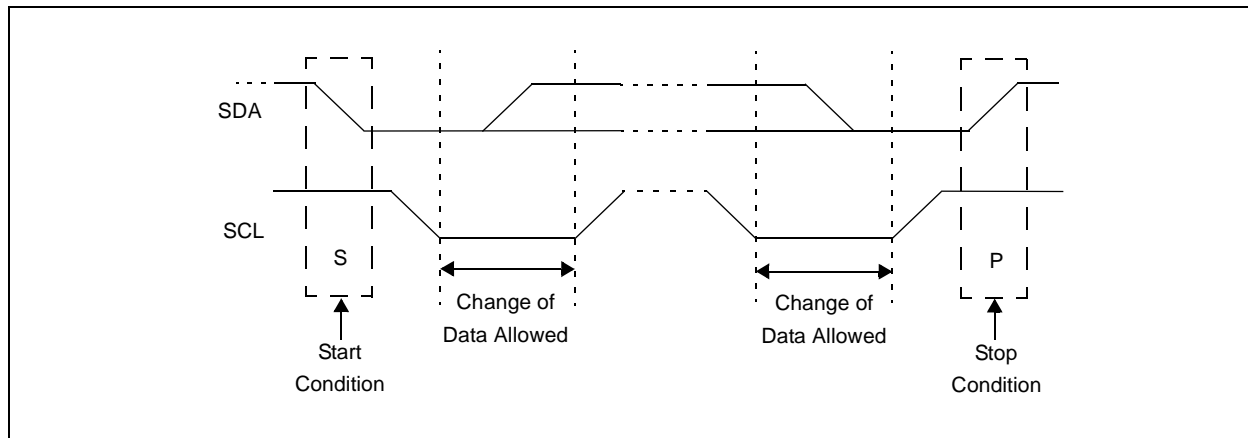 SDA
SCL
S
P
Change of
Data Allowed
Change of
Data Allowed
Start
Condition
Stop
Condition